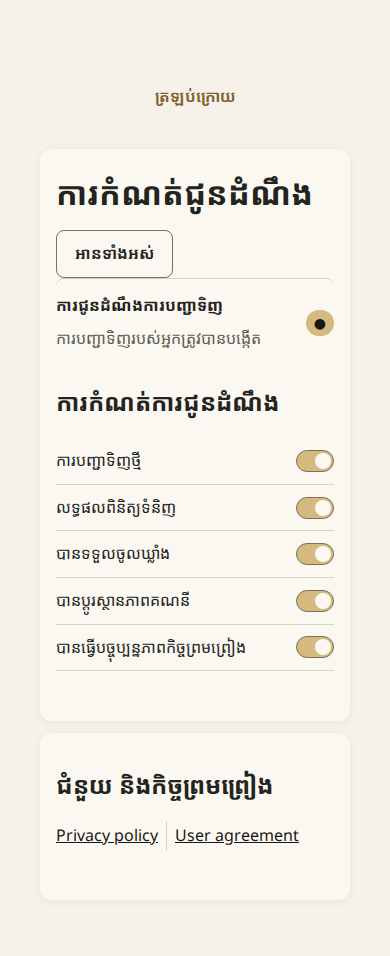 ត្រឡប់ក្រោយ
ការកំណត់ជូនដំណឹង
អានទាំងអស់
ការជូនដំណឹងការបញ្ជាទិញ
ការបញ្ជាទិញរបស់អ្នកត្រូវបានបង្កើត
ការកំណត់ការជូនដំណឹង
ការបញ្ជាទិញថ្មី
លទ្ធផលពិនិត្យទំនិញ
បានទទួលចូលឃ្លាំង
បានប្តូរស្ថានភាពគណនី
បានធ្វើបច្ចុប្បន្នភាពកិច្ចព្រមព្រៀង
ជំនួយ និងកិច្ចព្រមព្រៀង
Privacy policy User agreement